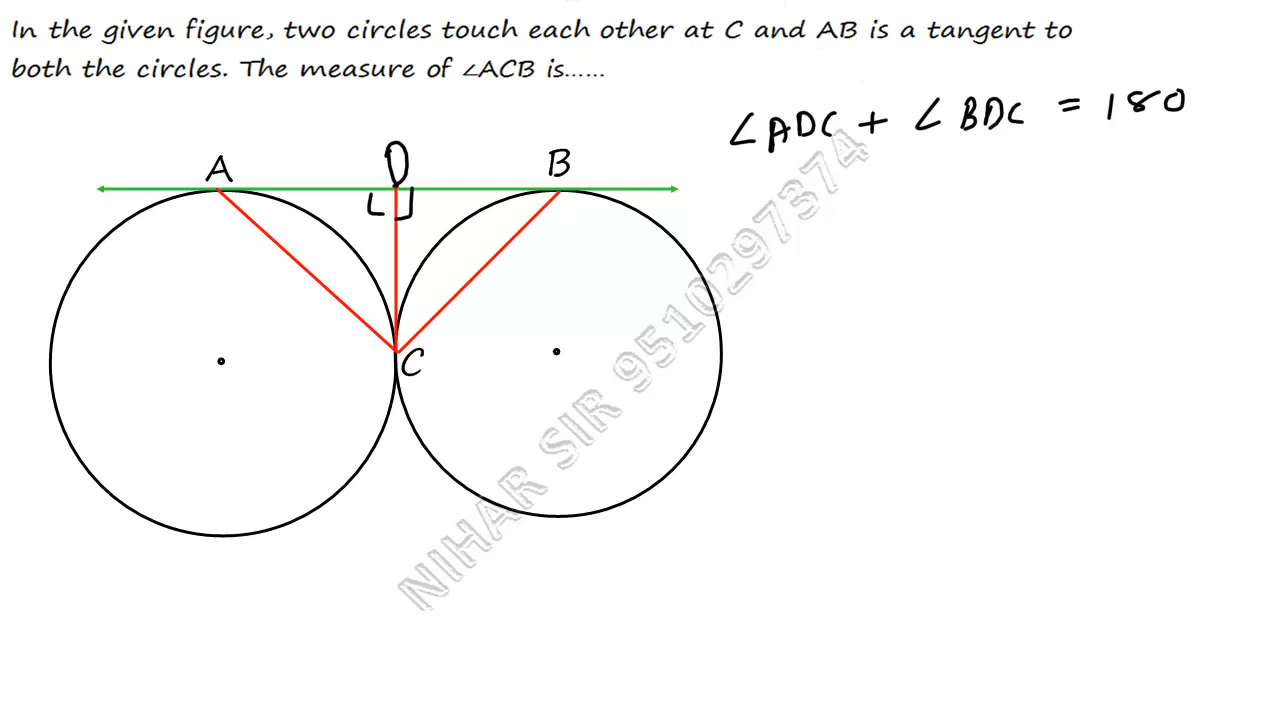 In the given figure, two circles touch each other at C and AB is a tangent to
both the circles. The measure of ∠ACB is......
∠ADC + ∠BDC = 180
A
D
B
C
NIHAR SIR 9510297374